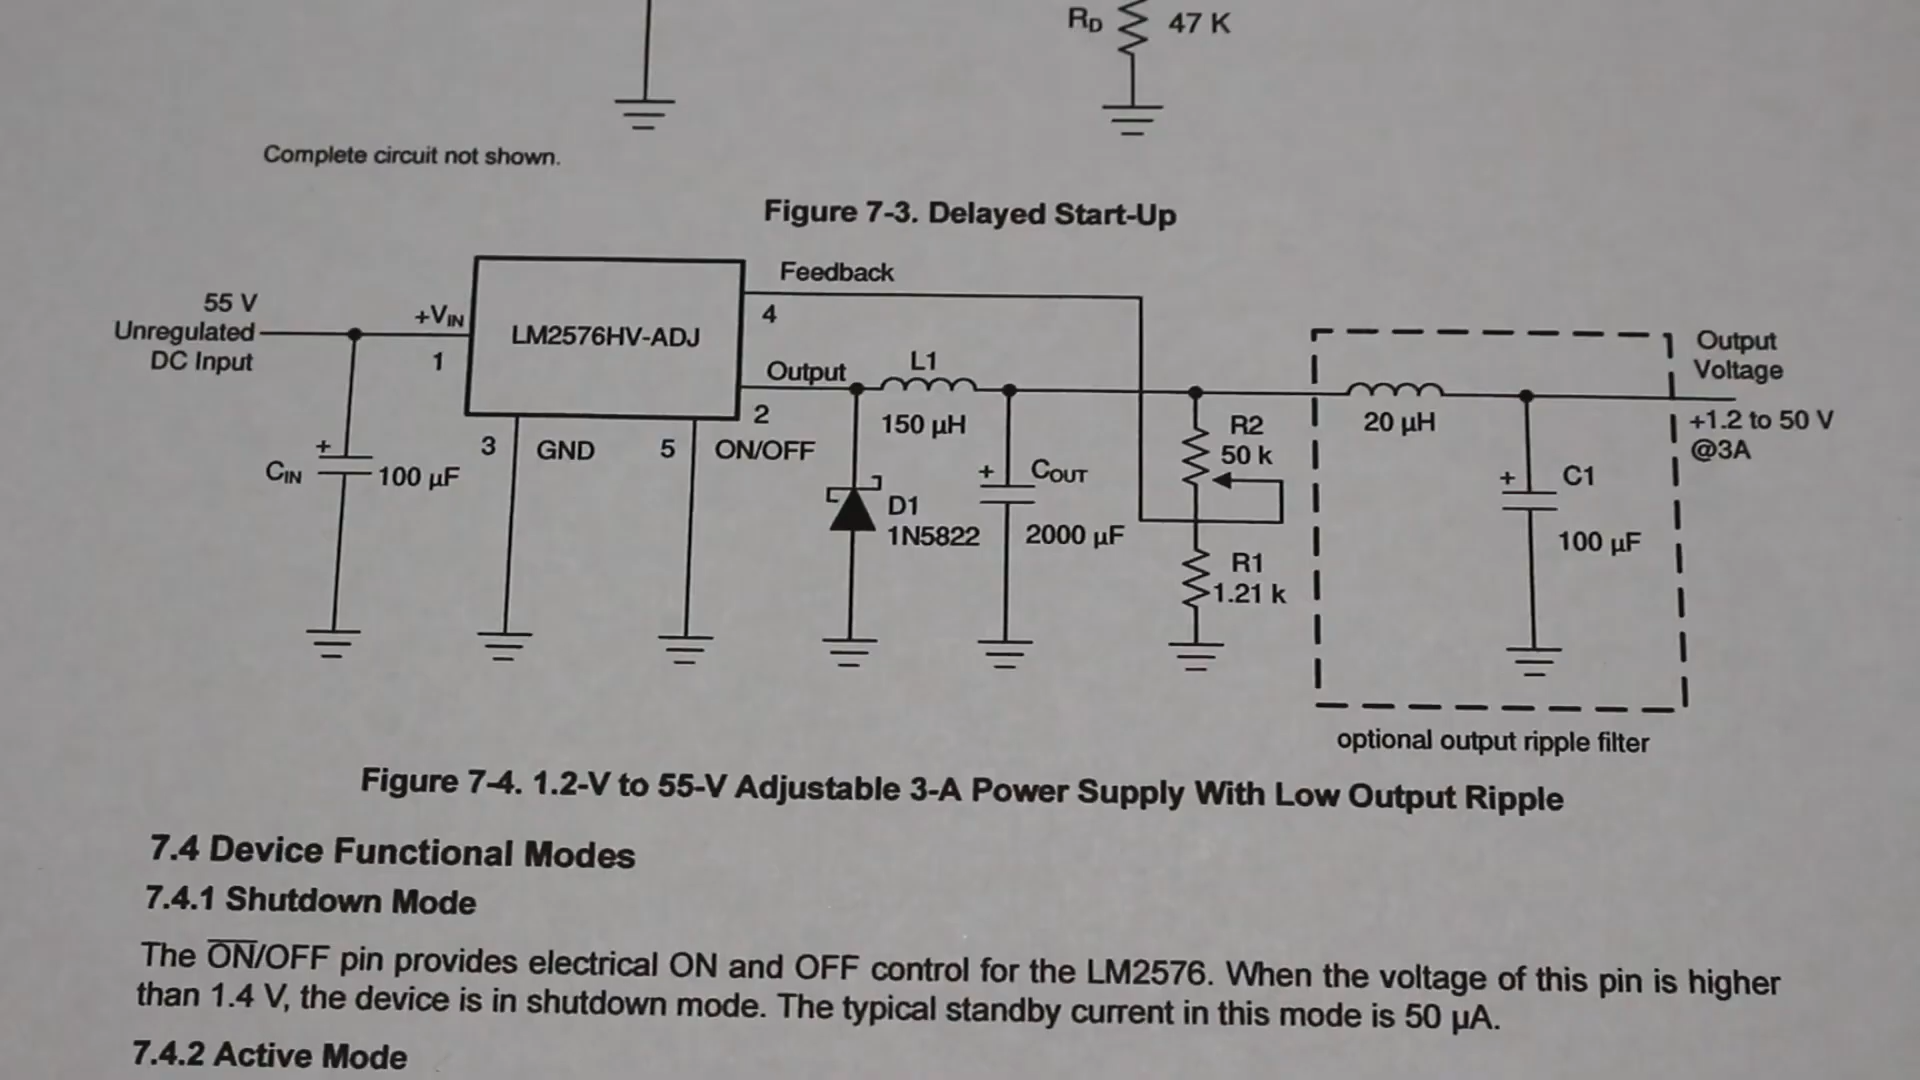 R_D 47 K
Complete circuit not shown.
Figure 7-3. Delayed Start-Up
Feedback
55 V
Unregulated
DC Input
+V_IN
1
LM2576HV-ADJ
4
Output
2
L1
150 µH
Output
Voltage
+1.2 to 50 V
@3A
3 GND
5 ON/OFF
+
C_IN
100 µF
D1
1N5822
+
C_OUT
2000 µF
R2
50 k
R1
1.21 k
20 µH
+
C1
100 µF
optional output ripple filter
Figure 7-4. 1.2-V to 55-V Adjustable 3-A Power Supply With Low Output Ripple
7.4 Device Functional Modes
7.4.1 Shutdown Mode
The O̅N̅/OFF pin provides electrical ON and OFF control for the LM2576. When the voltage of this pin is higher
than 1.4 V, the device is in shutdown mode. The typical standby current in this mode is 50 µA.
7.4.2 Active Mode